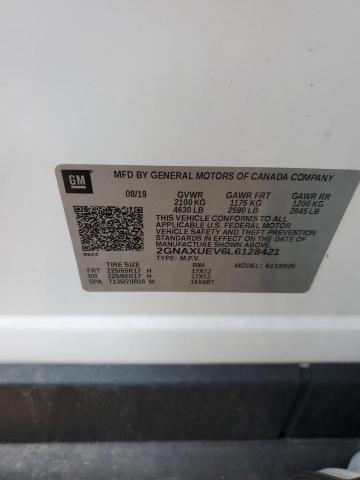 GM
MFD BY GENERAL MOTORS OF CANADA COMPANY
08/19 GVWR GAWR FRT GAWR RR
2100 KG 1175 KG 1200 KG
4630 LB 2590 LB 2645 LB
THIS VEHICLE CONFORMS TO ALL
APPLICABLE U.S. FEDERAL MOTOR
VEHICLE SAFETY AND THEFT
PREVENTION STANDARDS IN
EFFECT ON THE DATE OF
MANUFACTURE SHOWN ABOVE.
2GNAXUEV6L6128421
TYPE: M.P.V. MODEL:
TIRE SIZE RIM
FRT 225/65R17 H 17X7J
RR 225/65R17 H 17X7J
SPA T135/70R16 M 16X4BT